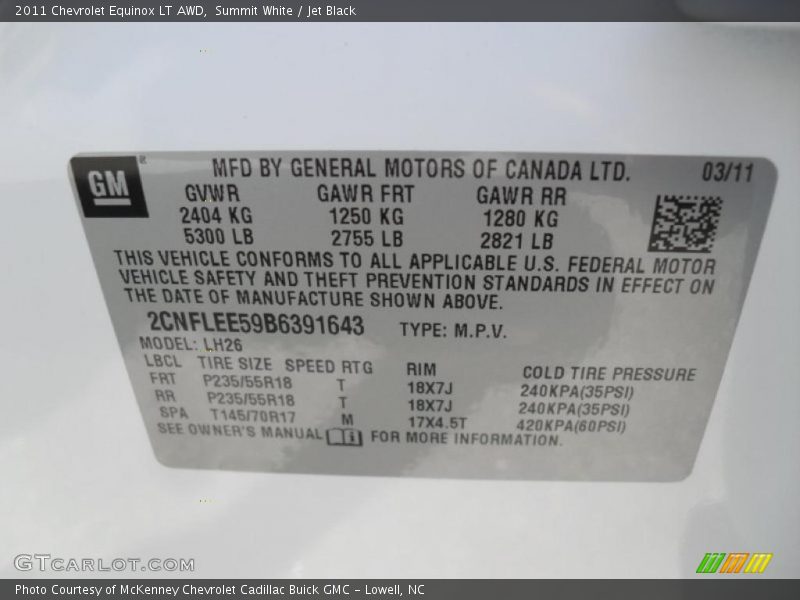 2011 Chevrolet Equinox LT AWD, Summit White / Jet Black
GM
MFD BY GENERAL MOTORS OF CANADA LTD. 03/11
GVWR GAWR FRT GAWR RR
2404 KG 1250 KG 1280 KG
5300 LB 2755 LB 2821 LB
THIS VEHICLE CONFORMS TO ALL APPLICABLE U.S. FEDERAL MOTOR
VEHICLE SAFETY AND THEFT PREVENTION STANDARDS IN EFFECT ON
THE DATE OF MANUFACTURE SHOWN ABOVE.
2CNFLEE59B6391643 TYPE: M.P.V.
MODEL: LH26
LBCL TIRE SIZE SPEED RTG RIM COLD TIRE PRESSURE
FRT P235/55R18 T 18X7J 240KPA(35PSI)
RR P235/55R18 T 18X7J 240KPA(35PSI)
SPA T145/70R17 M 17X4.5T 420KPA(60PSI)
SEE OWNER'S MANUAL FOR MORE INFORMATION.
GTCARLOT.COM
Photo Courtesy of McKenney Chevrolet Cadillac Buick GMC - Lowell, NC